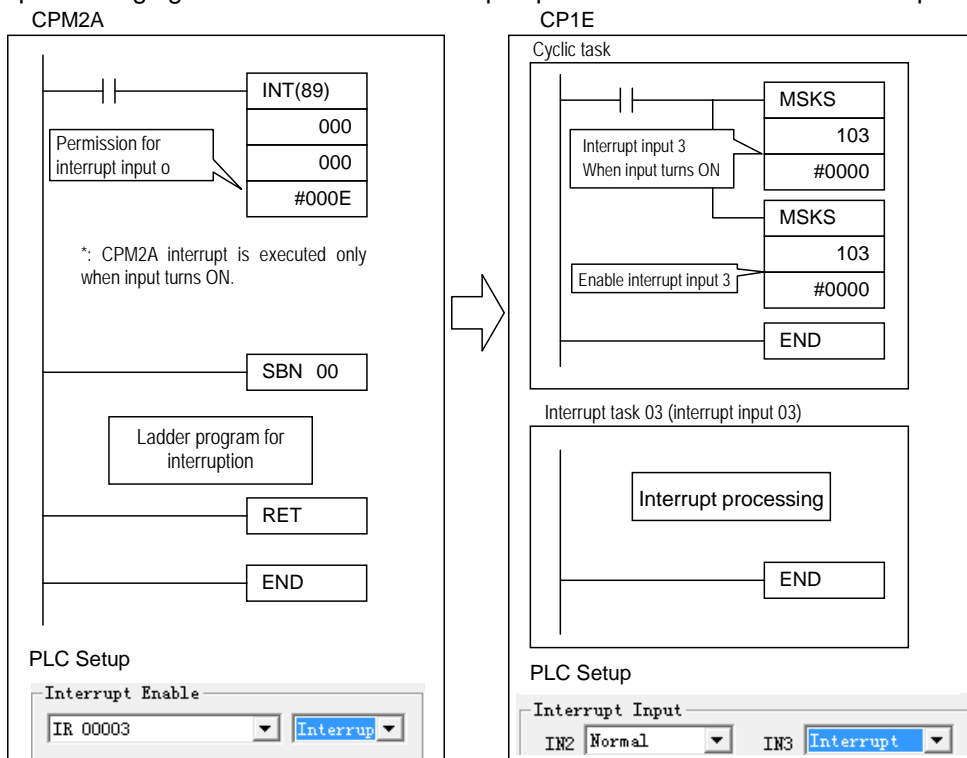 CPM2A
INT(89)
000
000
#000E
Permission for
interrupt input o
*: CPM2A interrupt is executed only
when input turns ON.
SBN 00
Ladder program for
interruption
RET
END
PLC Setup
Interrupt Enable
IR 00003
Interrup
CP1E
Cyclic task
MSKS
103
#0000
Interrupt input 3
When input turns ON
MSKS
103
#0000
Enable interrupt input 3
END
Interrupt task 03 (interrupt input 03)
Interrupt processing
END
PLC Setup
Interrupt Input
IN2 Normal
IN3 Interrupt